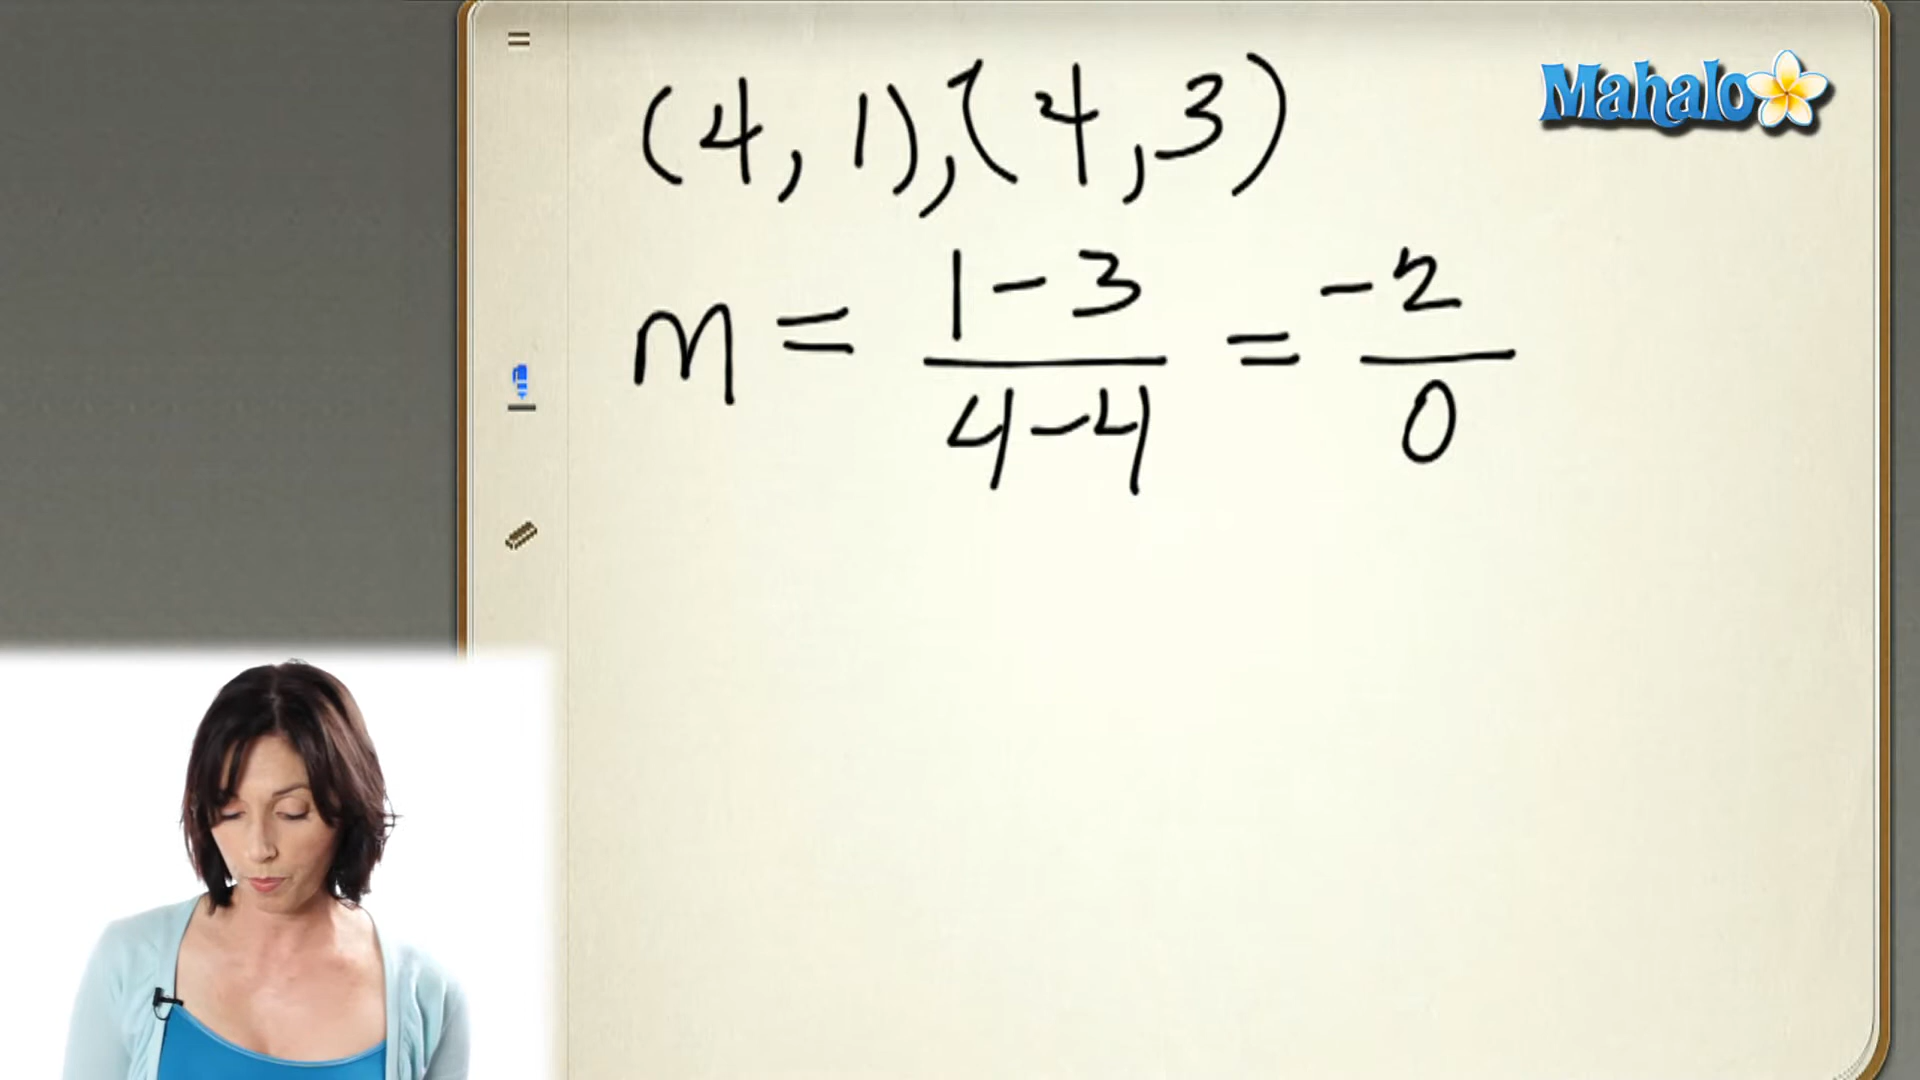 Mahalo
(4, 1), (4, 3)
m = 1 - 3 / 4 - 4 = -2 / 0